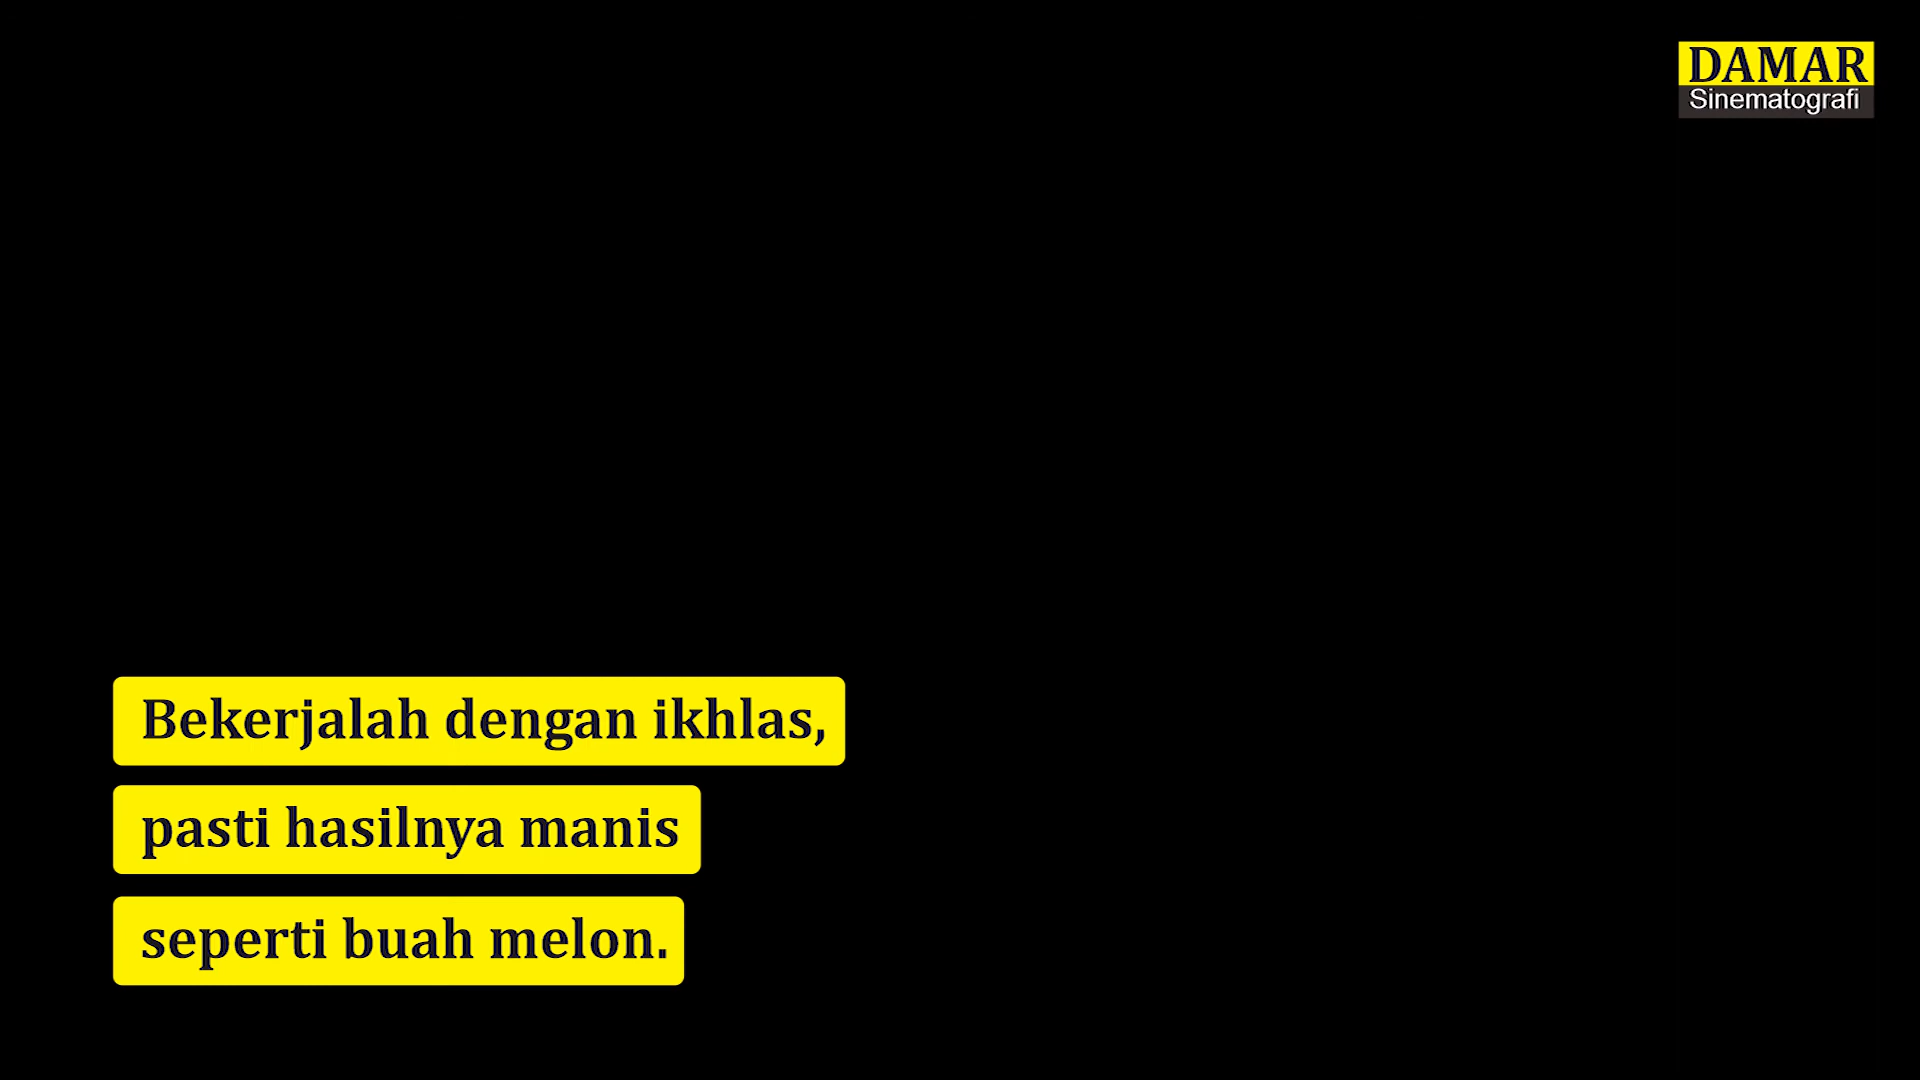 DAMAR
Sinematografi
Bekerjalah dengan ikhlas,
pasti hasilnya manis
seperti buah melon.